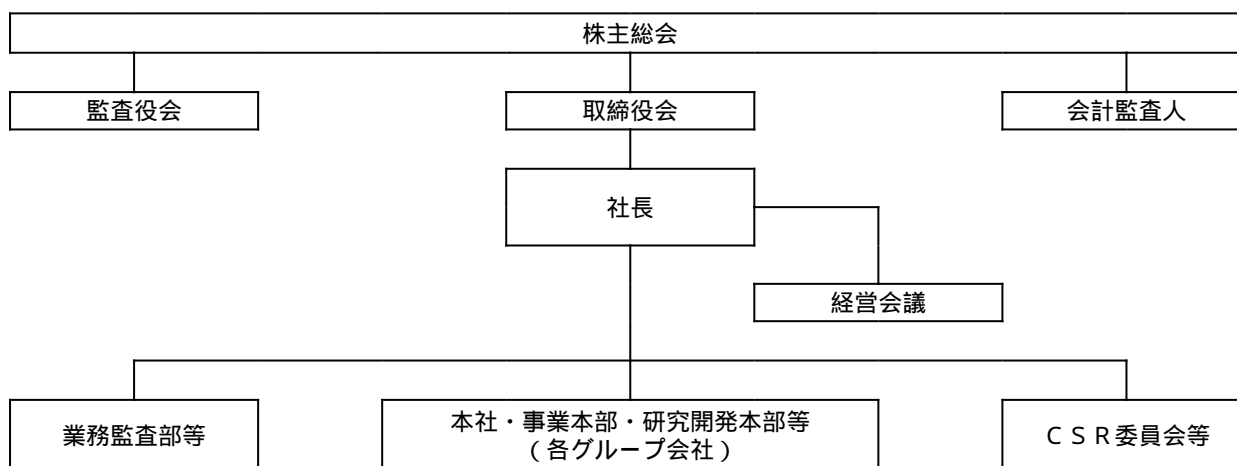 株主総会
監査役会
取締役会
会計監査人
社長
経営会議
業務監査部等
本社・事業本部・研究開発本部等
（各グループ会社）
ＣＳＲ委員会等